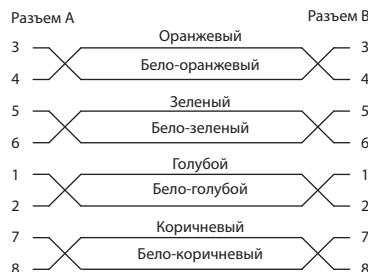 Разъем А Разъем В
Оранжевый
3 3
Бело-оранжевый
4 4
Зеленый
5 5
Бело-зеленый
6 6
Голубой
1 1
Бело-голубой
2 2
Коричневый
7 7
Бело-коричневый
8 8